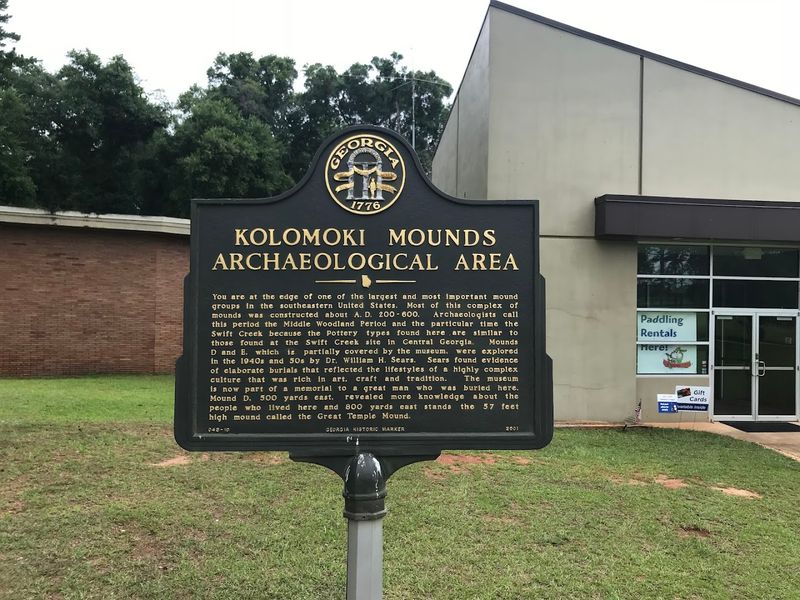 GEORGIA
1776
KOLOMOKI MOUNDS
ARCHAEOLOGICAL AREA
You are at the edge of one of the largest and most important mound
groups in the southeastern United States. Most of this complex of
mounds was constructed about A.D. 200-600. Archaeologists call
this period the Middle Woodland Period and the particular time the
Swift Creek because the Pottery types found here are similar to
those found at the Swift Creek site in Central Georgia. Mounds
D and E, which is partially covered by the museum, were explored
in the 1940s and 50s by Dr. William H. Sears. Sears found evidence
of elaborate burials that reflected the lifestyles of a highly complex
culture that was rich in art, craft and tradition. The museum
is now part of a memorial to a great man who was buried here.
Mound D, 500 yards east, revealed more knowledge about the
people who lived here and 800 yards east stands the 57 feet
high mound called the Great Temple Mound.
049-10 GEORGIA HISTORIC MARKER 2001
Paddling
Rentals
Here!
Gift
Cards